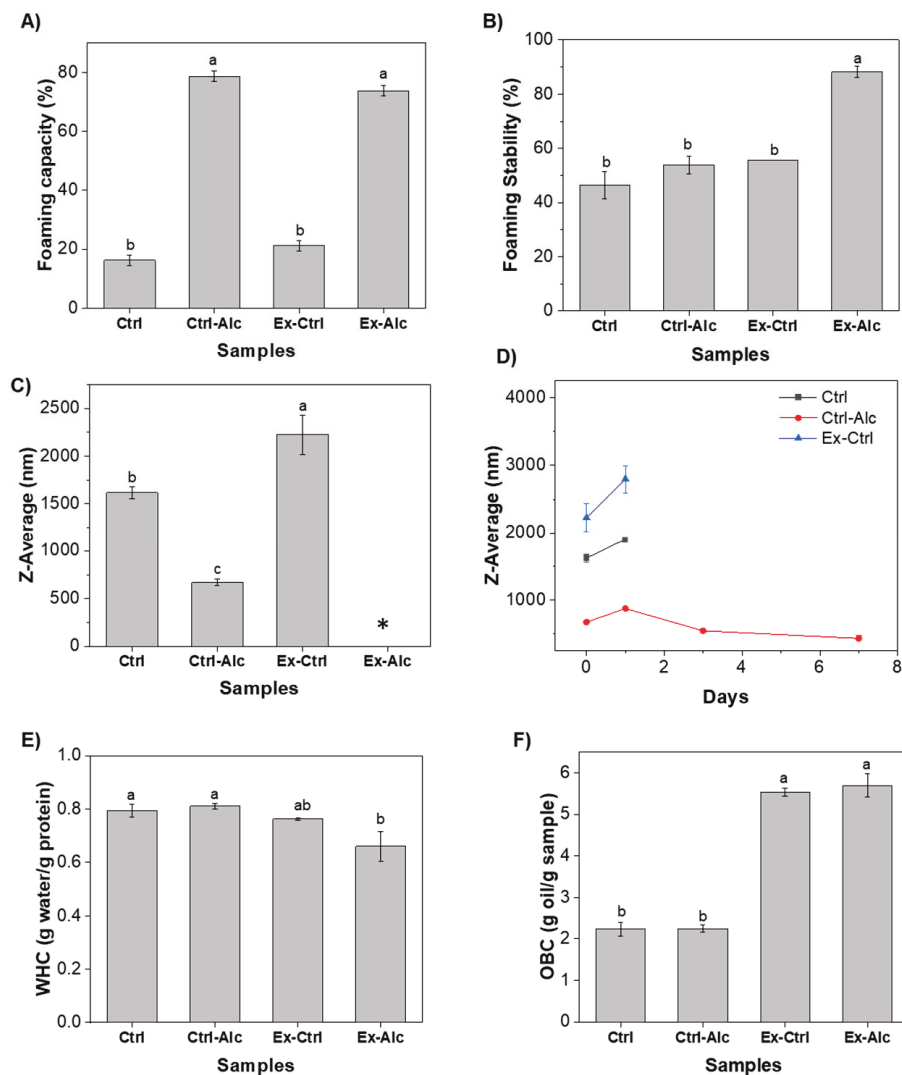 A)
Foaming capacity (%)
80
60
40
20
0
a
a
b
b
Ctrl
Ctrl-Alc
Ex-Ctrl
Ex-Alc
Samples
B)
Foaming Stability (%)
100
80
60
40
20
0
b
b
b
a
Ctrl
Ctrl-Alc
Ex-Ctrl
Ex-Alc
Samples
C)
Z-Average (nm)
2500
2000
1500
1000
500
0
b
c
a
*
Ctrl
Ctrl-Alc
Ex-Ctrl
Ex-Alc
Samples
D)
Z-Average (nm)
4000
3000
2000
1000
Ctrl
Ctrl-Alc
Ex-Ctrl
0
2
4
6
8
Days
E)
WHC (g water/g protein)
1.0
0.8
0.6
0.4
0.2
0.0
a
a
ab
b
Ctrl
Ctrl-Alc
Ex-Ctrl
Ex-Alc
Samples
F)
OBC (g oil/g sample)
6
5
4
3
2
1
0
b
b
a
a
Ctrl
Ctrl-Alc
Ex-Ctrl
Ex-Alc
Samples